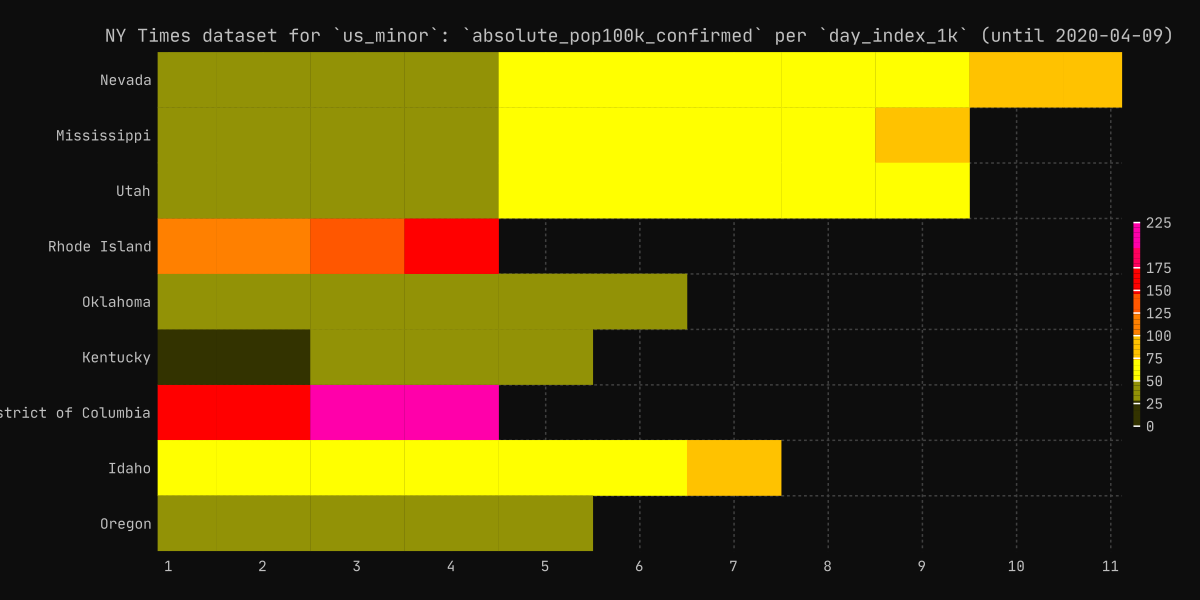 NY Times dataset for `us_minor`: `absolute_pop100k_confirmed` per `day_index_1k` (until 2020-04-09)
Nevada
Mississippi
Utah
Rhode Island
Oklahoma
Kentucky
strict of Columbia
Idaho
Oregon
1 2 3 4 5 6 7 8 9 10 11
225
175
150
125
100
75
50
25
0